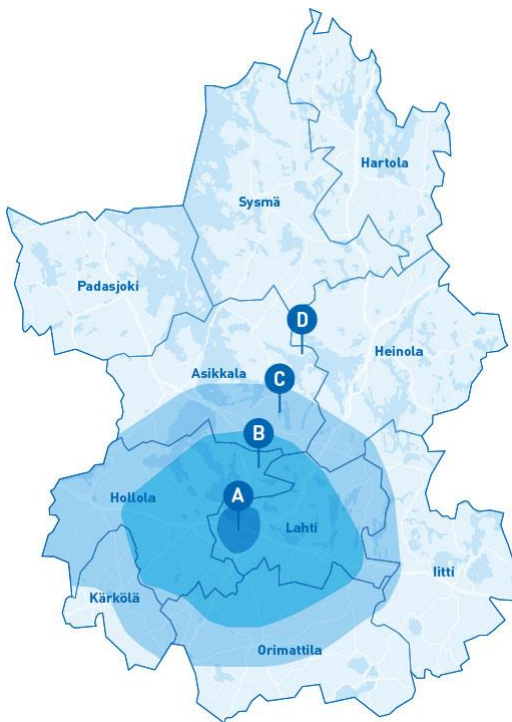 Hartola
Sysmä
Padasjoki
D
Heinola
Asikkala
C
B
Hollola
A
Lahti
Iitti
Kärkölä
Orimattila